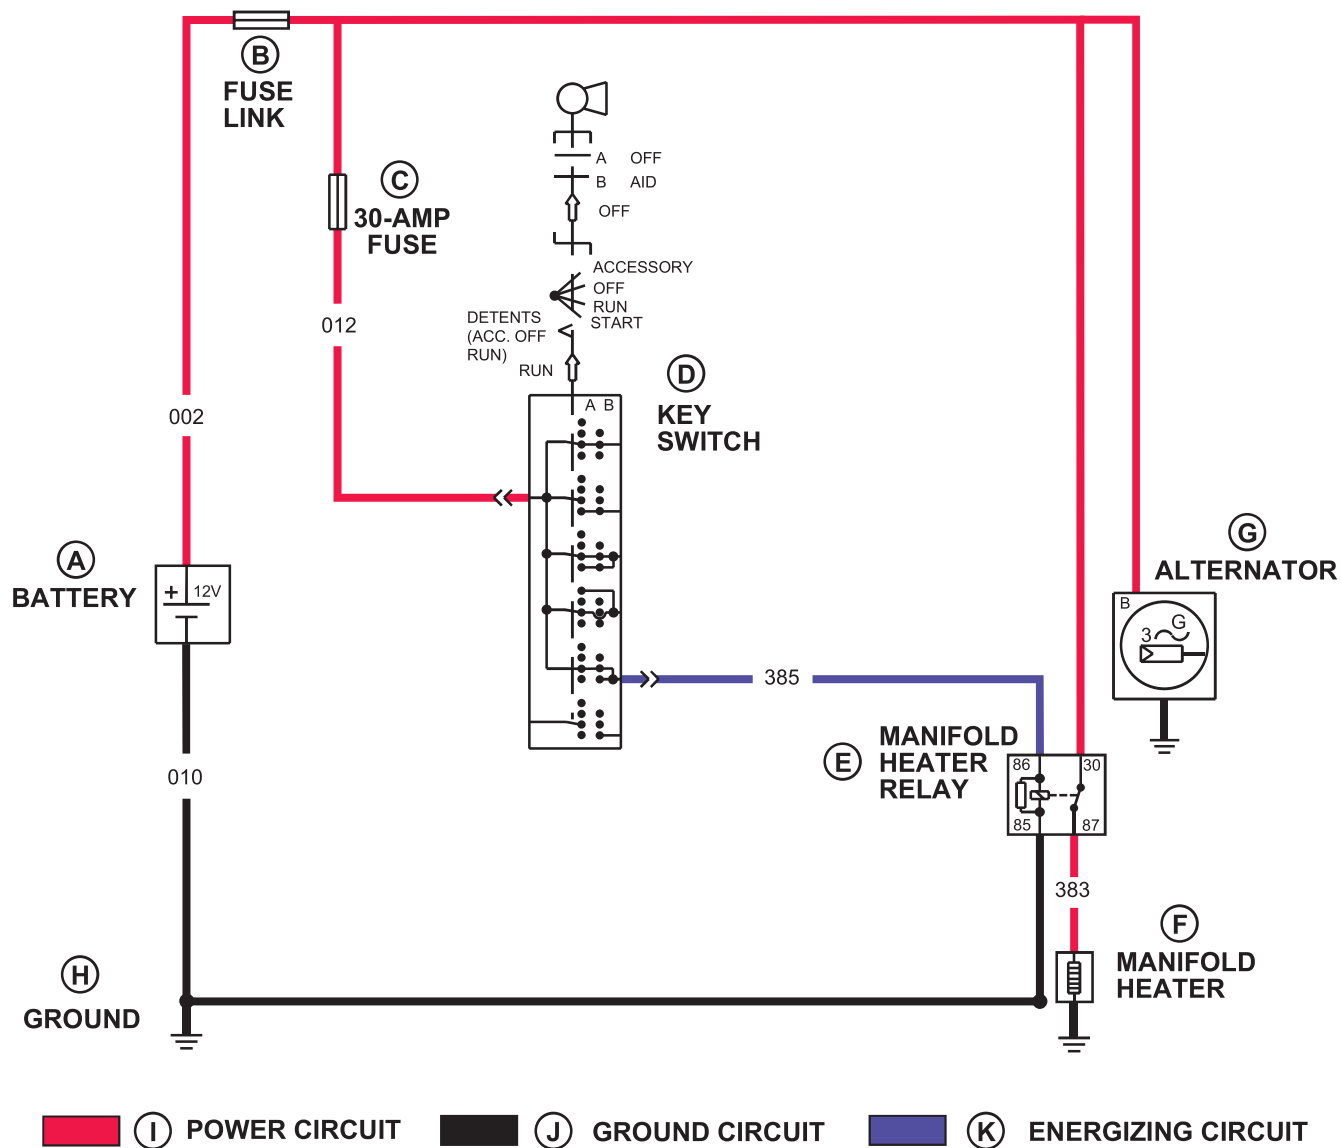 B
FUSE
LINK
A OFF
B AID
OFF
C
30-AMP
FUSE
ACCESSORY
OFF
RUN
START
DETENTS
(ACC. OFF
RUN)
RUN
012
D
KEY
SWITCH
A B
002
A
BATTERY
+ 12V
G
ALTERNATOR
B
3 G
385
E
MANIFOLD
HEATER
RELAY
86 30
85 87
010
383
F
MANIFOLD
HEATER
H
GROUND
I POWER CIRCUIT
J GROUND CIRCUIT
K ENERGIZING CIRCUIT